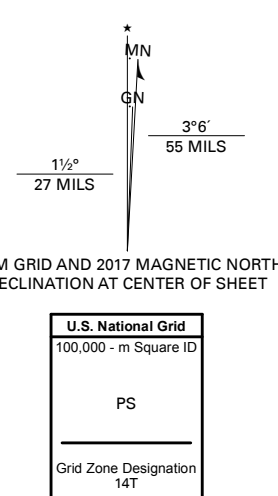 ★
MN
GN
3°6´
55 MILS
1½°
27 MILS
M GRID AND 2017 MAGNETIC NORTH
ECLINATION AT CENTER OF SHEET
U.S. National Grid
100,000 - m Square ID
PS
Grid Zone Designation
14T